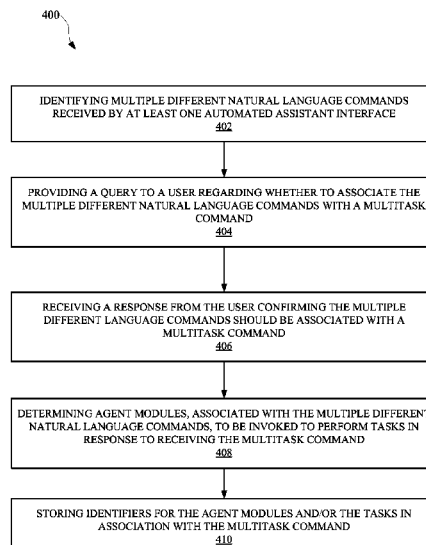 400
IDENTIFYING MULTIPLE DIFFERENT NATURAL LANGUAGE COMMANDS
RECEIVED BY AT LEAST ONE AUTOMATED ASSISTANT INTERFACE
402
PROVIDING A QUERY TO A USER REGARDING WHETHER TO ASSOCIATE THE
MULTIPLE DIFFERENT NATURAL LANGUAGE COMMANDS WITH A MULTITASK
COMMAND
404
RECEIVING A RESPONSE FROM THE USER CONFIRMING THE MULTIPLE
DIFFERENT LANGUAGE COMMANDS SHOULD BE ASSOCIATED WITH A
MULTITASK COMMAND
406
DETERMINING AGENT MODULES, ASSOCIATED WITH THE MULTIPLE DIFFERENT
NATURAL LANGUAGE COMMANDS, TO BE INVOKED TO PERFORM TASKS IN
RESPONSE TO RECEIVING THE MULTITASK COMMAND
408
STORING IDENTIFIERS FOR THE AGENT MODULES AND/OR THE TASKS IN
ASSOCIATION WITH THE MULTITASK COMMAND
410